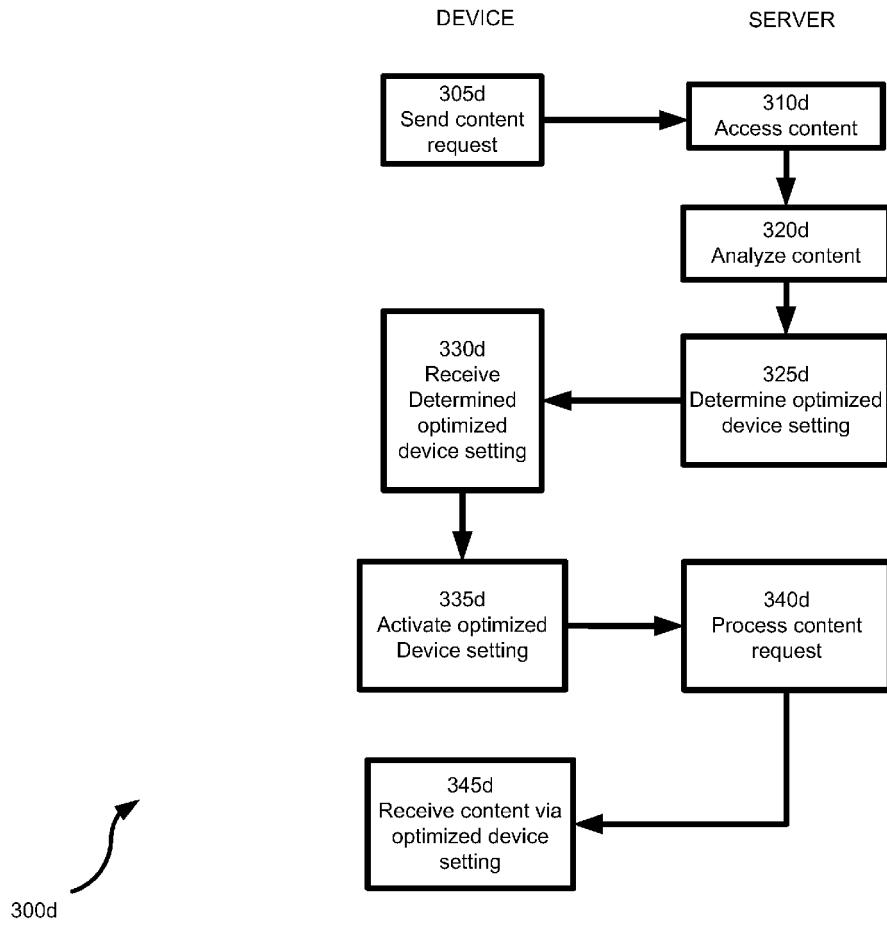 DEVICE
SERVER
305d
Send content
request
310d
Access content
320d
Analyze content
330d
Receive
Determined
optimized
device setting
325d
Determine optimized
device setting
335d
Activate optimized
Device setting
340d
Process content
request
345d
Receive content via
optimized device
setting
300d